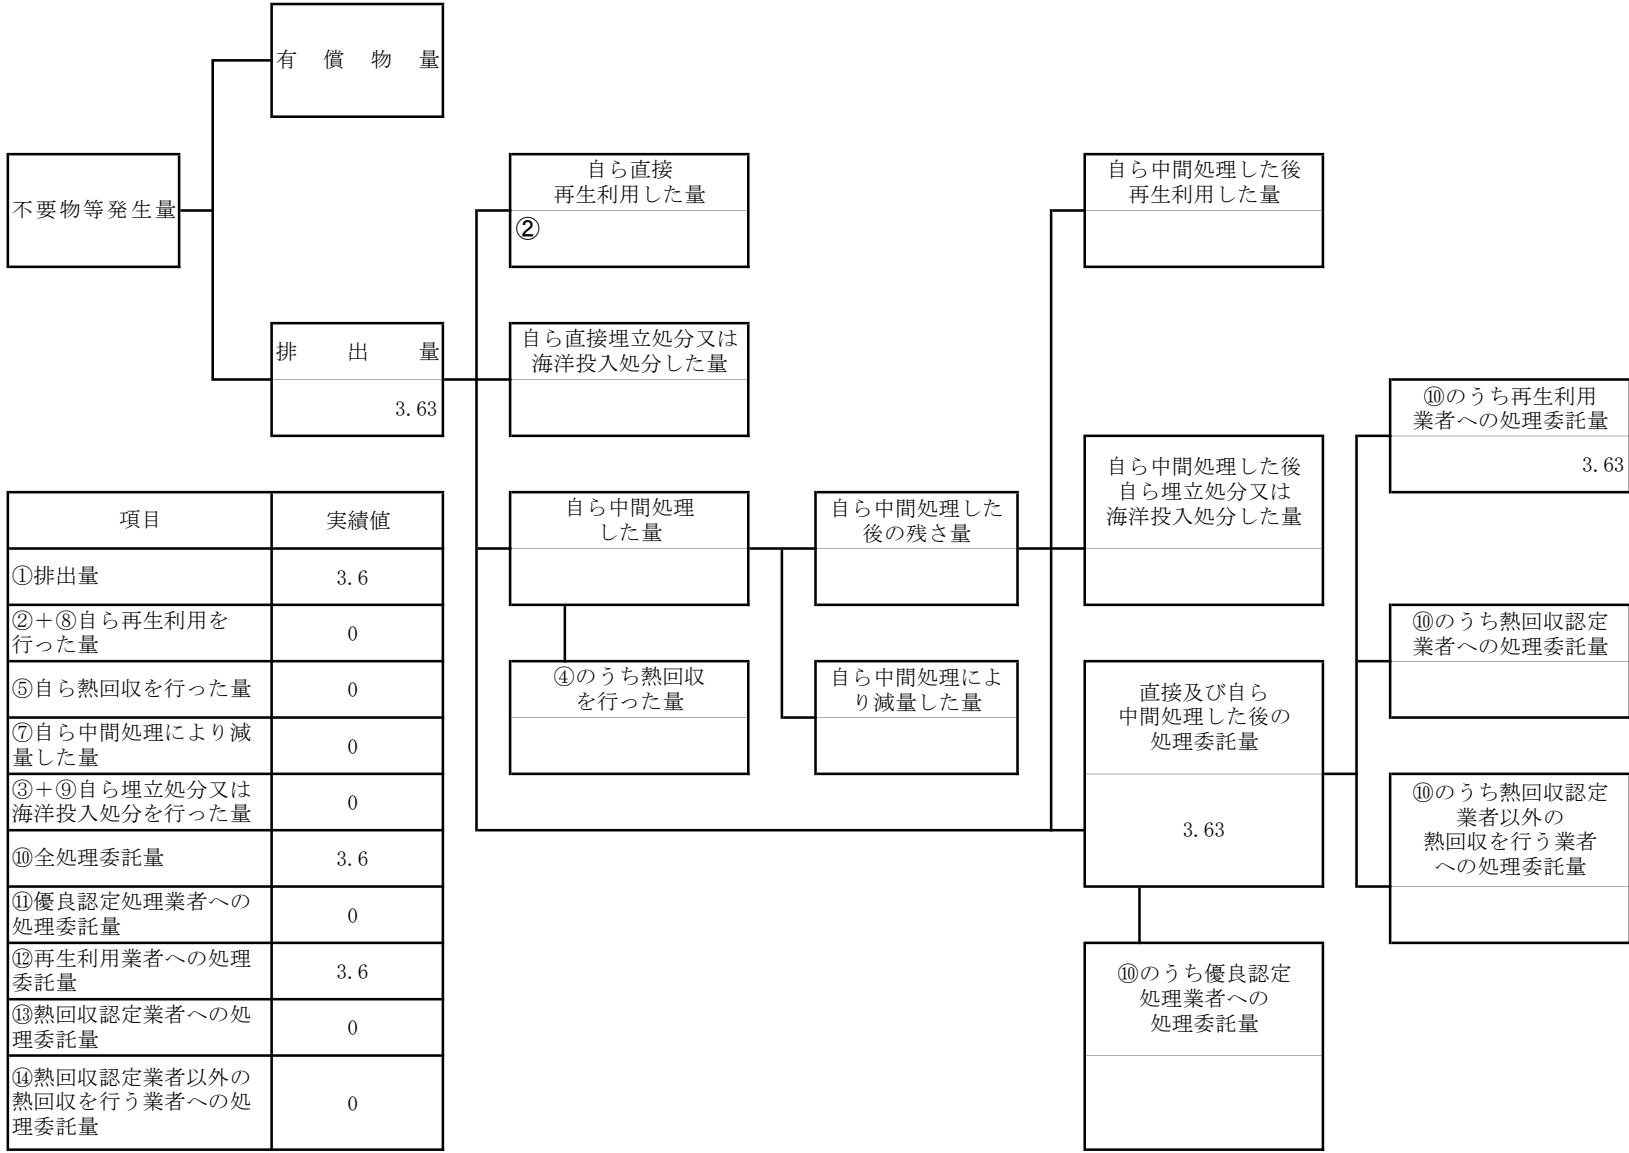 有償物量
不要物等発生量
自ら直接
再生利用した量
②
自ら中間処理した後
再生利用した量
排出量
3.63
自ら直接埋立処分又は
海洋投入処分した量
⑩のうち再生利用
業者への処理委託量
3.63
自ら中間処理
した量
自ら中間処理した
後の残さ量
自ら中間処理した後
自ら埋立処分又は
海洋投入処分した量
④のうち熱回収
を行った量
自ら中間処理によ
り減量した量
直接及び自ら
中間処理した後の
処理委託量
3.63
⑩のうち熱回収認定
業者への処理委託量
⑩のうち熱回収認定
業者以外の
熱回収を行う業者
への処理委託量
⑩のうち優良認定
処理業者への
処理委託量
項目 実績値
①排出量 3.6
②+⑧自ら再生利用を
行った量 0
⑤自ら熱回収を行った量 0
⑦自ら中間処理により減
量した量 0
③+⑨自ら埋立処分又は
海洋投入処分を行った量 0
⑩全処理委託量 3.6
⑪優良認定処理業者への
処理委託量 0
⑫再生利用業者への処理
委託量 3.6
⑬熱回収認定業者への処
理委託量 0
⑭熱回収認定業者以外の
熱回収を行う業者への処
理委託量 0